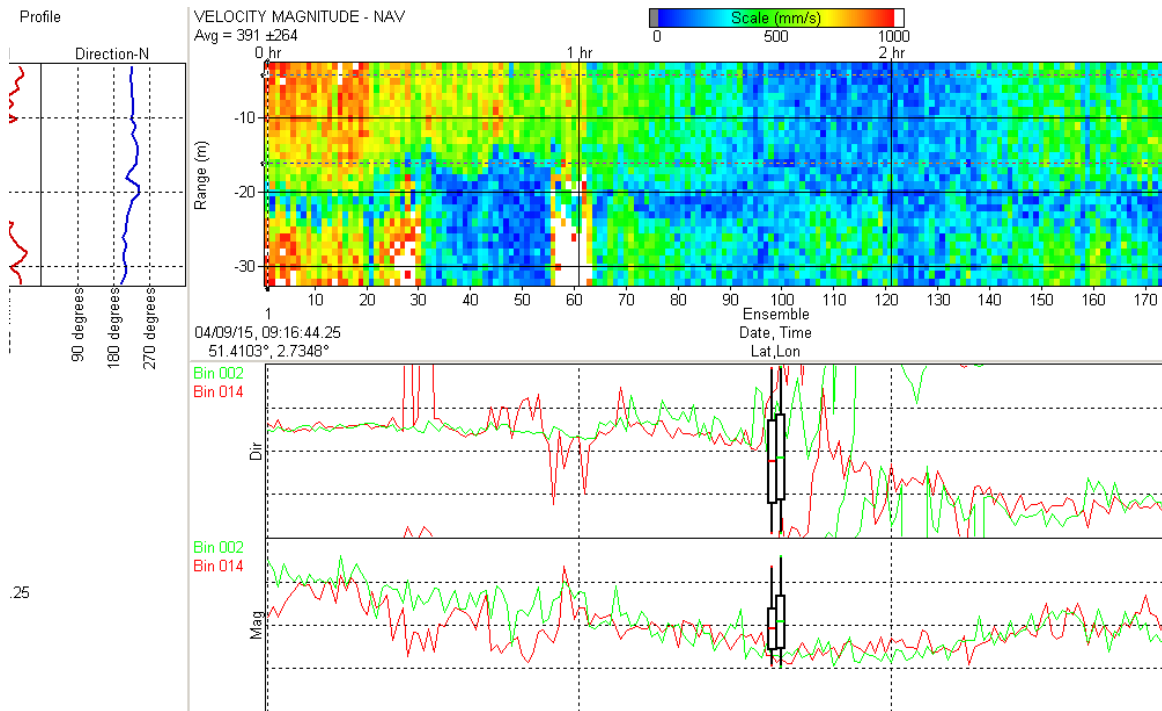 Profile
Direction-N
90 degrees
180 degrees
270 degrees
.25
VELOCITY MAGNITUDE - NAV
Avg = 391 ±264
Scale (mm/s)
0 500 1000
0 hr 1 hr 2 hr
Range (m)
-10
-20
-30
1 10 20 30 40 50 60 70 80 90 100 110 120 130 140 150 160 170
Ensemble
04/09/15, 09:16:44.25 Date, Time
51.4103°, 2.7348° Lat,Lon
Bin 002
Bin 014
Dir
Bin 002
Bin 014
Mag